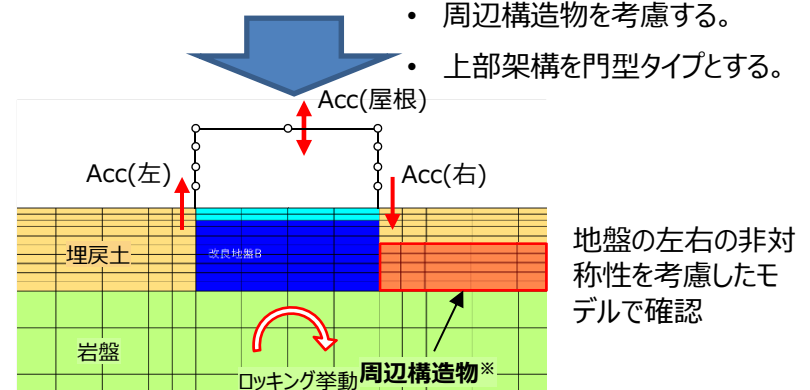 • 周辺構造物を考慮する。
• 上部架構を門型タイプとする。
Acc(屋根)
Acc(左)
Acc(右)
埋戻土
改良地盤B
地盤の左右の非対
称性を考慮したモ
デルで確認
岩盤
ロッキング挙動
周辺構造物※